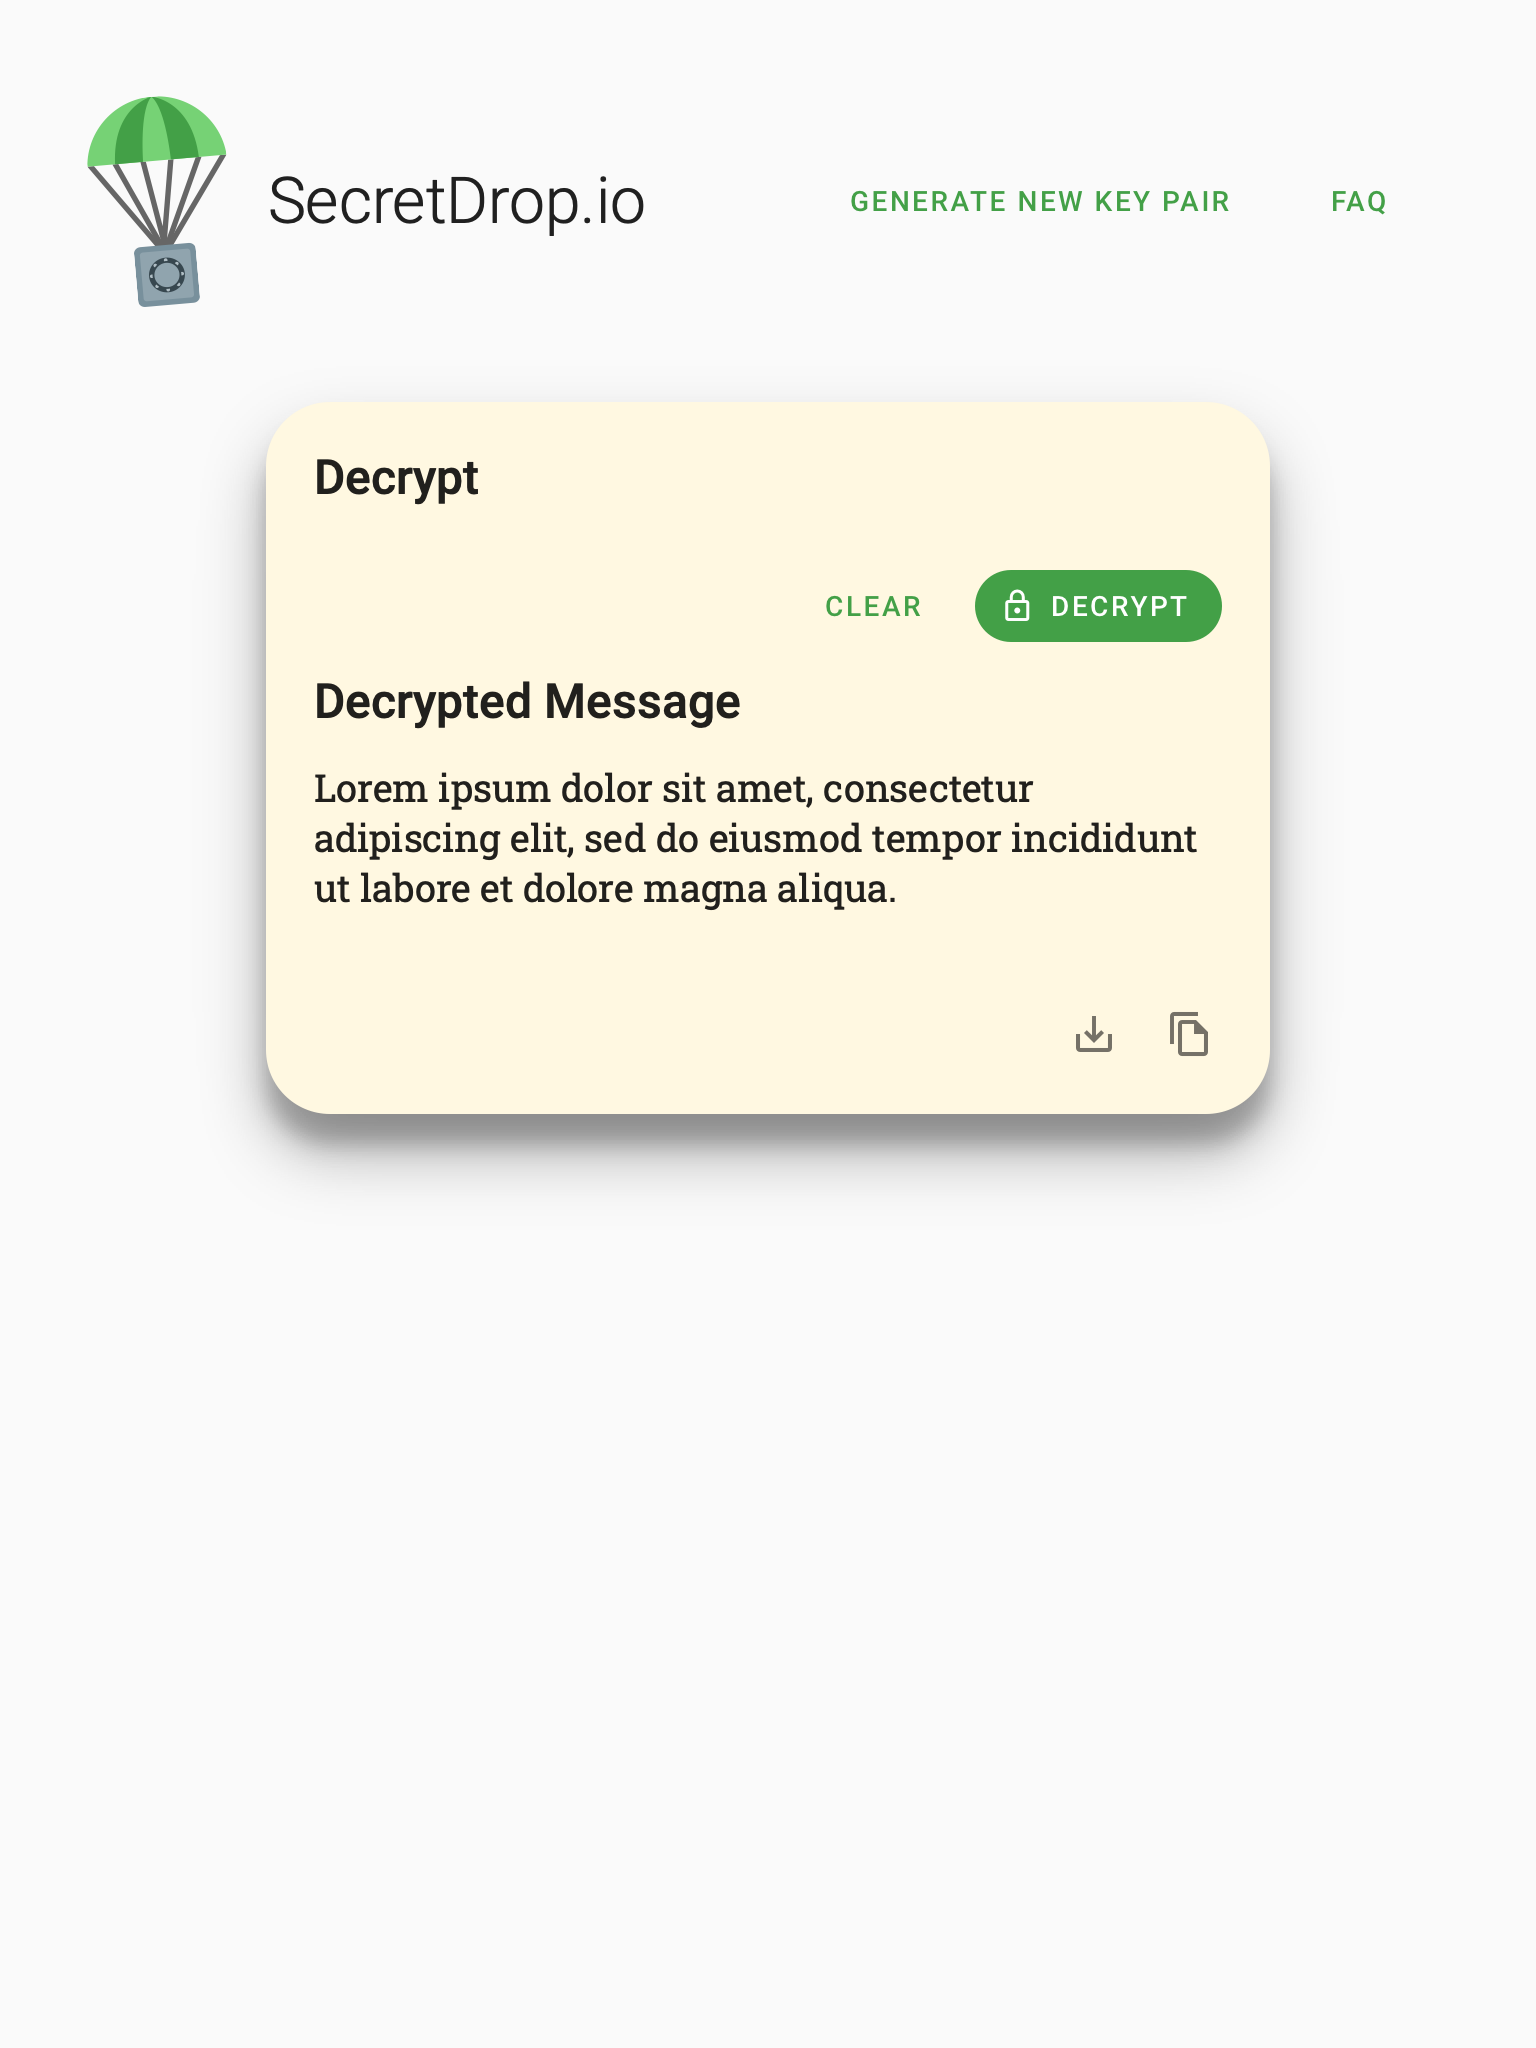 SecretDrop.io
GENERATE NEW KEY PAIR
FAQ
Decrypt
CLEAR
DECRYPT
Decrypted Message
Lorem ipsum dolor sit amet, consectetur
adipiscing elit, sed do eiusmod tempor incididunt
ut labore et dolore magna aliqua.